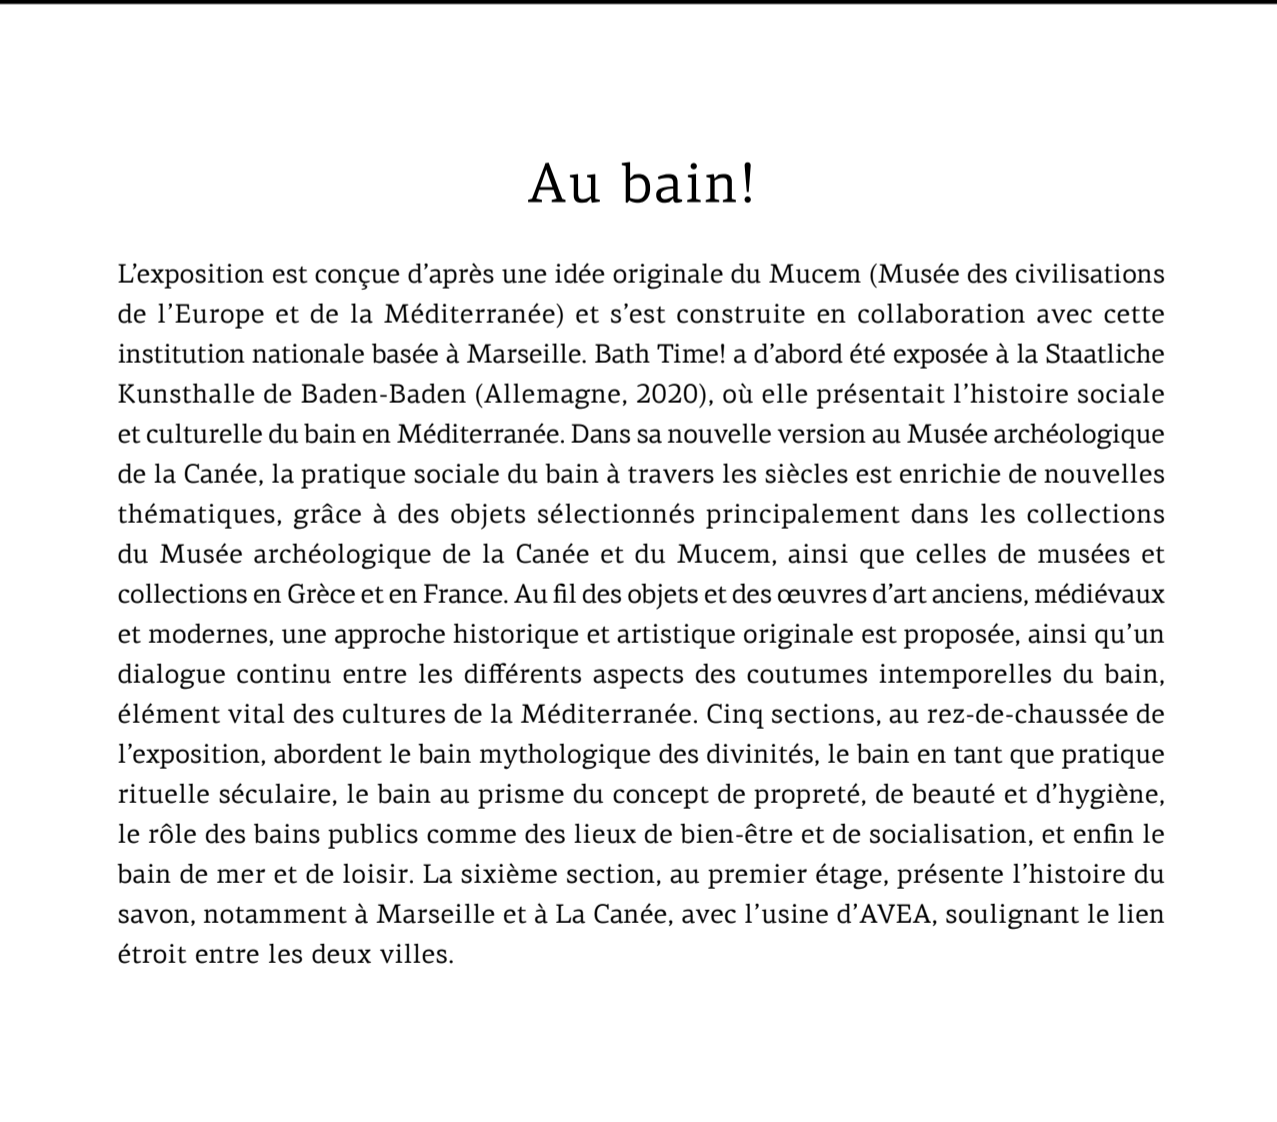 Au bain!
L’exposition est conçue d’après une idée originale du Mucem (Musée des civilisations
de l’Europe et de la Méditerranée) et s’est construite en collaboration avec cette
institution nationale basée à Marseille. Bath Time! a d’abord été exposée à la Staatliche
Kunsthalle de Baden-Baden (Allemagne, 2020), où elle présentait l’histoire sociale
et culturelle du bain en Méditerranée. Dans sa nouvelle version au Musée archéologique
de la Canée, la pratique sociale du bain à travers les siècles est enrichie de nouvelles
thématiques, grâce à des objets sélectionnés principalement dans les collections
du Musée archéologique de la Canée et du Mucem, ainsi que celles de musées et
collections en Grèce et en France. Au fil des objets et des œuvres d’art anciens, médiévaux
et modernes, une approche historique et artistique originale est proposée, ainsi qu’un
dialogue continu entre les différents aspects des coutumes intemporelles du bain,
élément vital des cultures de la Méditerranée. Cinq sections, au rez-de-chaussée de
l’exposition, abordent le bain mythologique des divinités, le bain en tant que pratique
rituelle séculaire, le bain au prisme du concept de propreté, de beauté et d’hygiène,
le rôle des bains publics comme des lieux de bien-être et de socialisation, et enfin le
bain de mer et de loisir. La sixième section, au premier étage, présente l’histoire du
savon, notamment à Marseille et à La Canée, avec l’usine d’AVEA, soulignant le lien
étroit entre les deux villes.